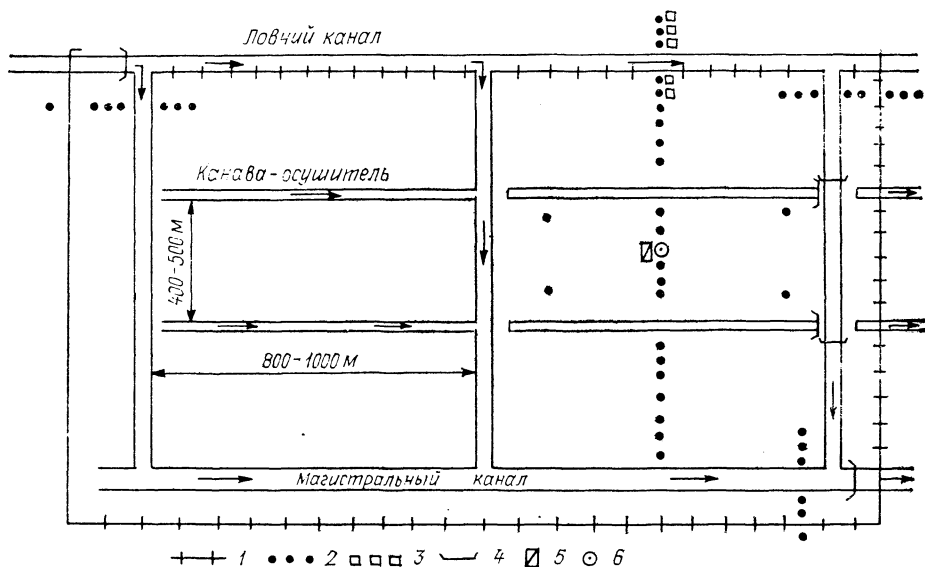 Ловчий канал
Канава-осушитель
400-500 м
800-1000 м
Магистральный канал
1 2 3 4 5 6